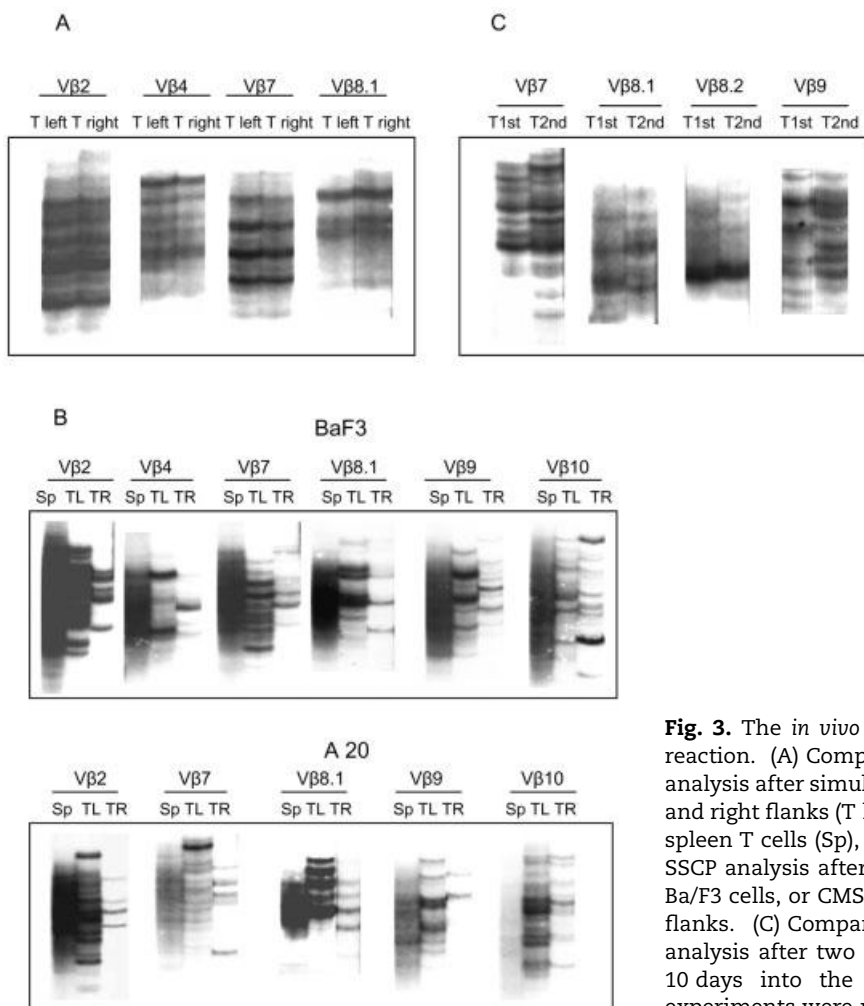 A
Vβ2 Vβ4 Vβ7 Vβ8.1
T left T right T left T right T left T right T left T right
C
Vβ7 Vβ8.1 Vβ8.2 Vβ9
T1st T2nd T1st T2nd T1st T2nd T1st T2nd
B
BaF3
Vβ2 Vβ4 Vβ7 Vβ8.1 Vβ9 Vβ10
Sp TL TR Sp TL TR Sp TL TR Sp TL TR Sp TL TR Sp TL TR
A 20
Vβ2 Vβ7 Vβ8.1 Vβ9 Vβ10
Sp TL TR Sp TL TR Sp TL TR Sp TL TR Sp TL TR
Fig. 3. The in vivo
reaction. (A) Comp
analysis after simul
and right flanks (T
spleen T cells (Sp),
SSCP analysis after
Ba/F3 cells, or CMS
flanks. (C) Compar
analysis after two
10 days into the